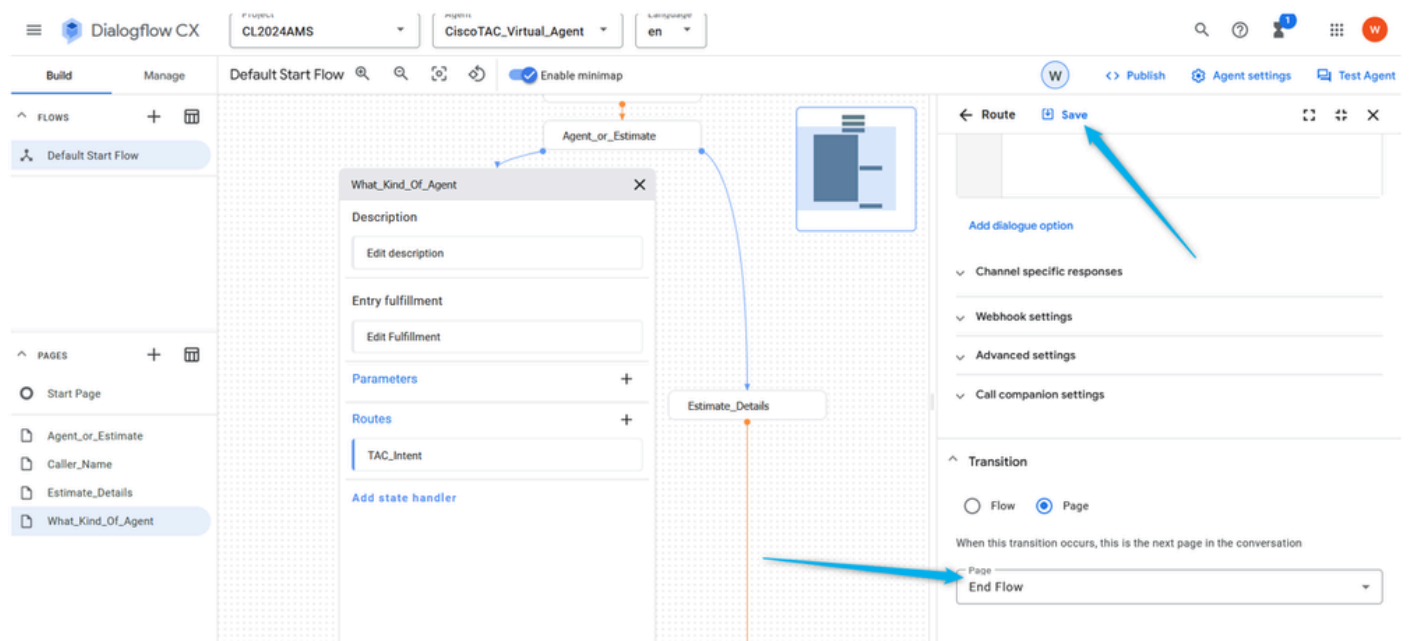 Project
Agent
Language
Dialogflow CX
CL2024AMS
CiscoTAC_Virtual_Agent
en
1
W
Build
Manage
Default Start Flow
Enable minimap
W
Publish
Agent settings
Test Agent
FLOWS
Default Start Flow
PAGES
Start Page
Agent_or_Estimate
Caller_Name
Estimate_Details
What_Kind_Of_Agent
Agent_or_Estimate
What_Kind_Of_Agent
Description
Edit description
Entry fulfillment
Edit Fulfillment
Parameters
Routes
TAC_Intent
Add state handler
Estimate_Details
Route
Save
Add dialogue option
Channel specific responses
Webhook settings
Advanced settings
Call companion settings
Transition
Flow
Page
When this transition occurs, this is the next page in the conversation
Page
End Flow